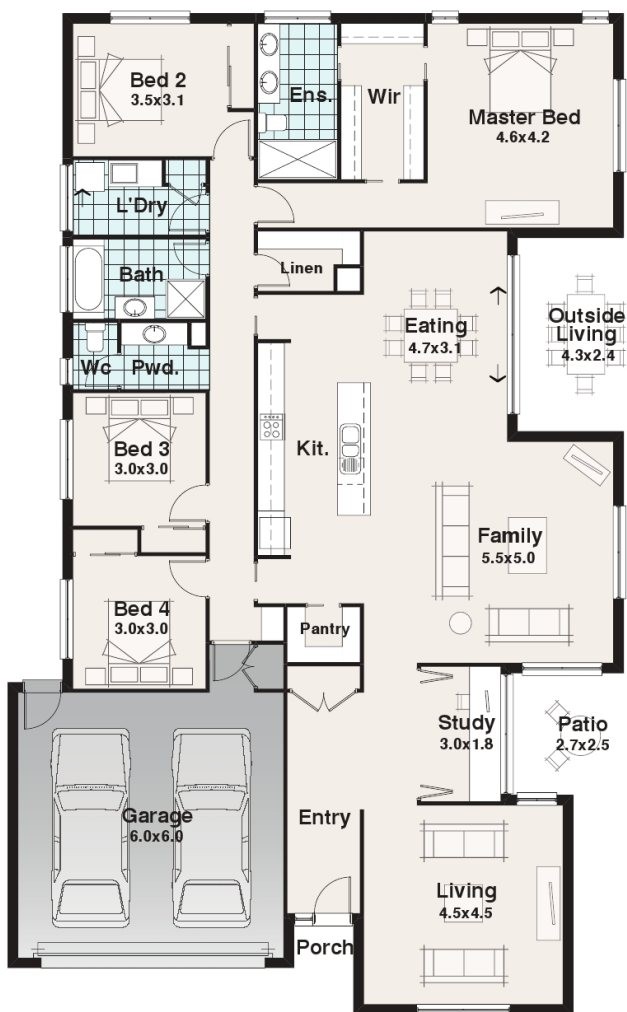 Bed 2
3.5x3.1
Ens.
Wir
Master Bed
4.6x4.2
L'Dry
Bath
Linen
Eating
4.7x3.1
Outside
Living
4.3x2.4
Wc
Pwd.
Bed 3
3.0x3.0
Kit.
Family
5.5x5.0
Bed 4
3.0x3.0
Pantry
Study
3.0x1.8
Patio
2.7x2.5
Garage
6.0x6.0
Entry
Living
4.5x4.5
Porch